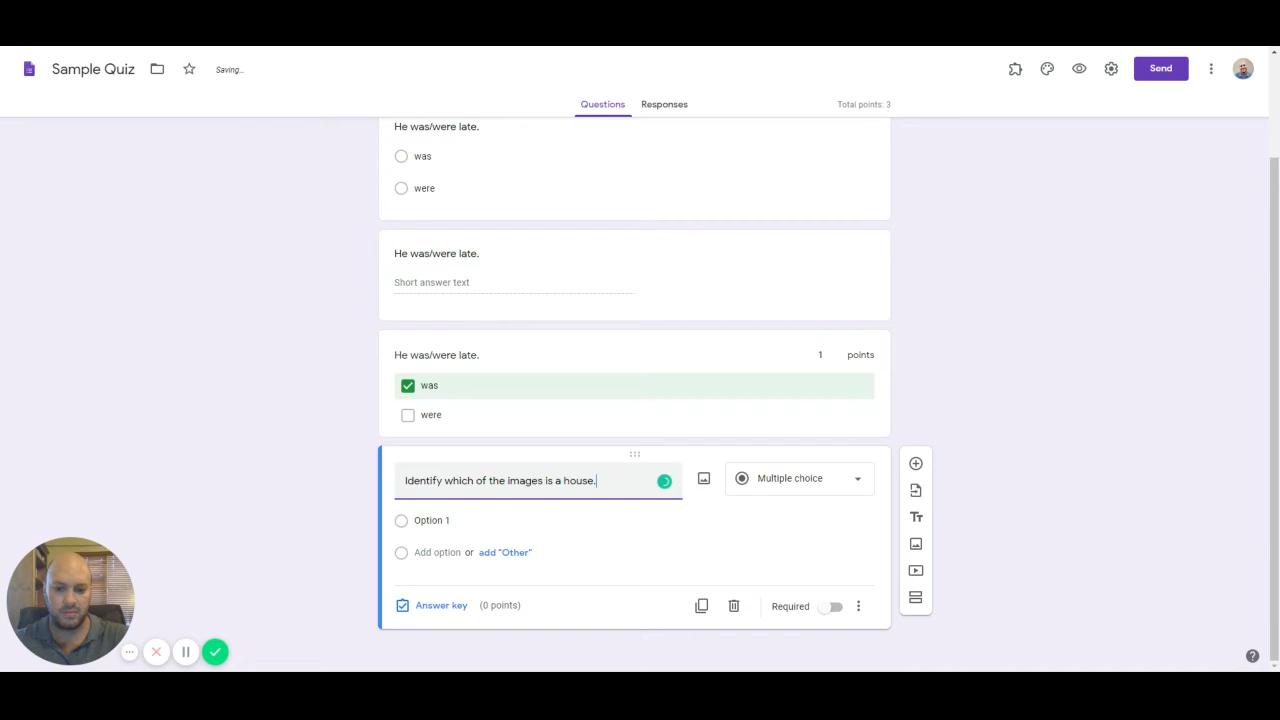 Sample Quiz
Saving...
Send
Questions
Responses
Total points: 3
He was/were late.
was
were
He was/were late.
Short answer text
He was/were late.
1 points
was
were
Identify which of the images is a house.
Multiple choice
Option 1
Add option or add "Other"
Answer key (0 points)
Required